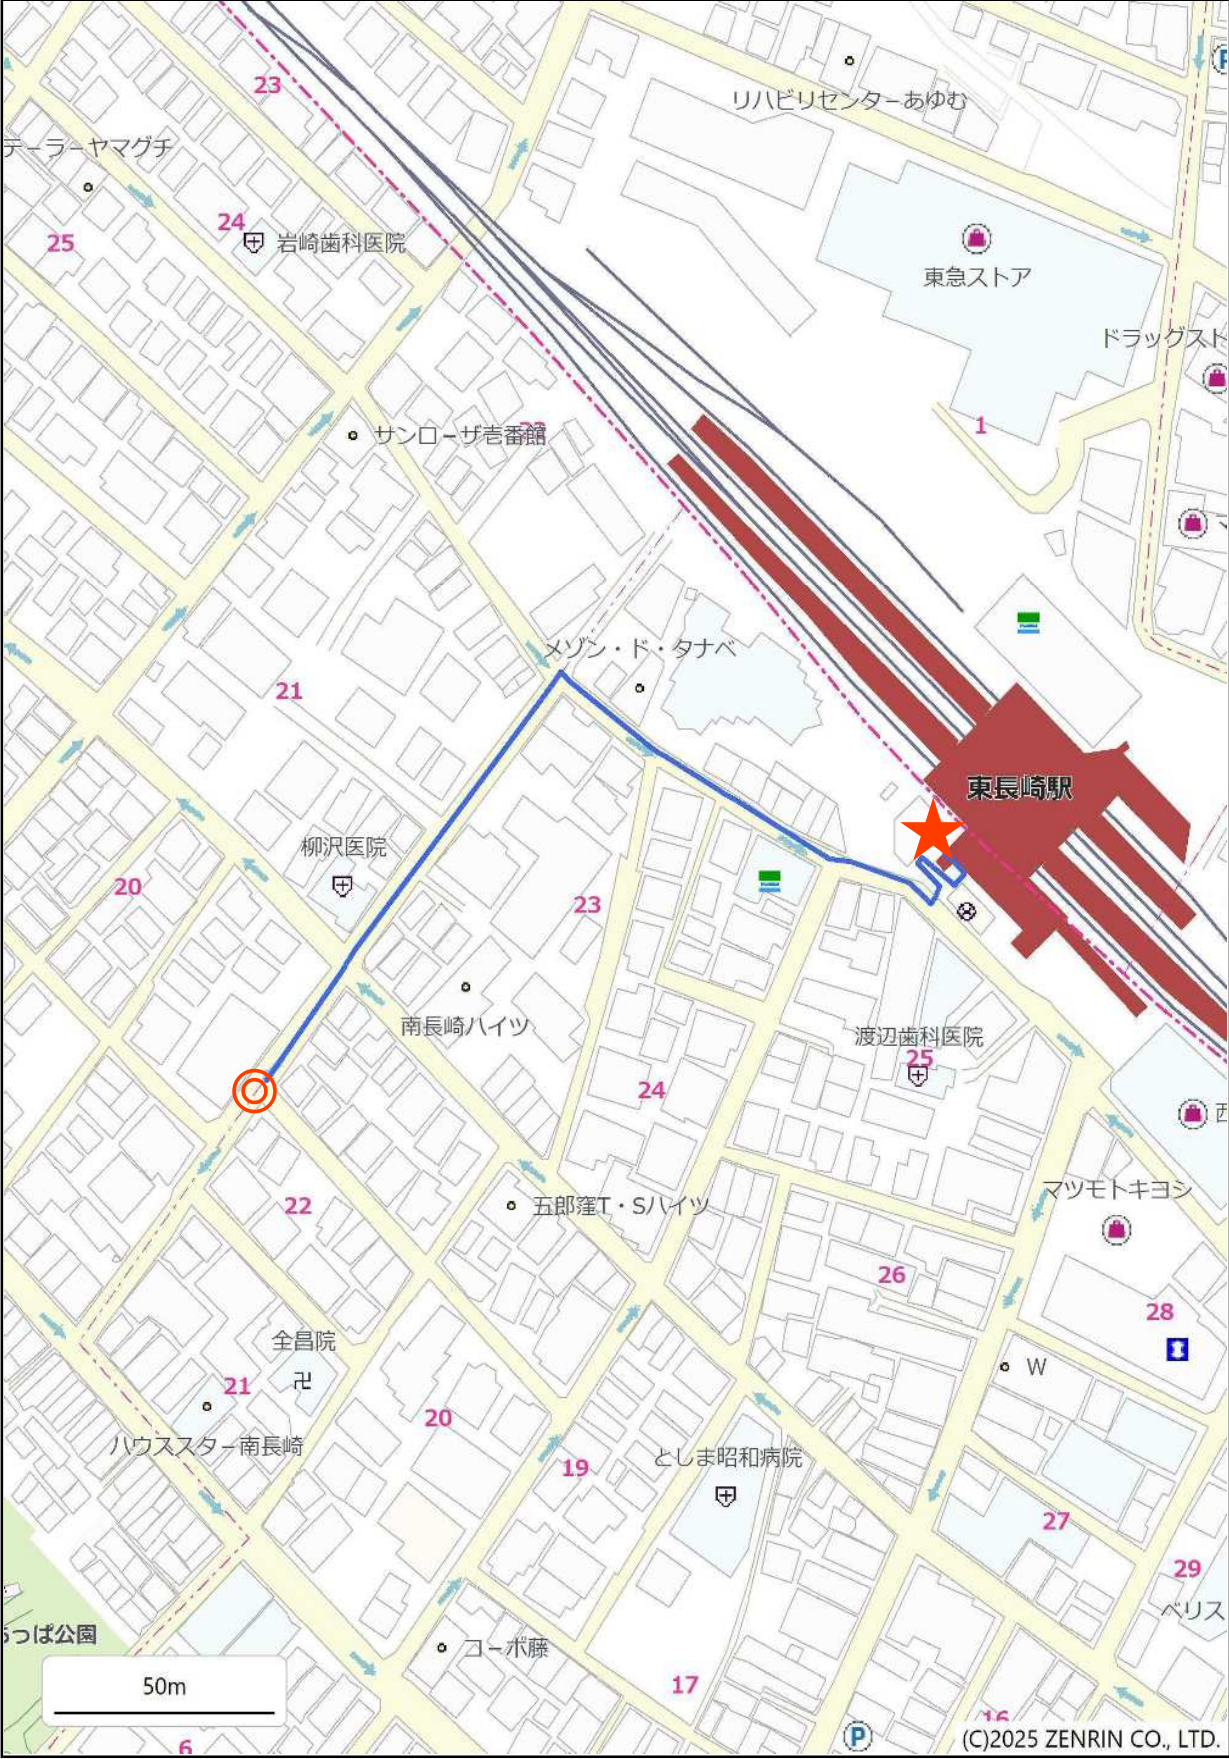 23
リハビリセンターあゆむ
テーラーヤマグチ
24
25
岩崎歯科医院
東急ストア
ドラッグスト
1
サンローザ壱番館
メゾン・ド・タナベ
21
東長崎駅
柳沢医院
20
23
南長崎ハイツ
渡辺歯科医院
25
24
西
マツモトキヨシ
五郎窪T・Sハイツ
22
26
28
全昌院
卍
W
21
20
ハウススター南長崎
としま昭和病院
19
27
29
ベリス
っぱ公園
コーポ藤
50m
17
16
P
6
(C)2025 ZENRIN CO., LTD.